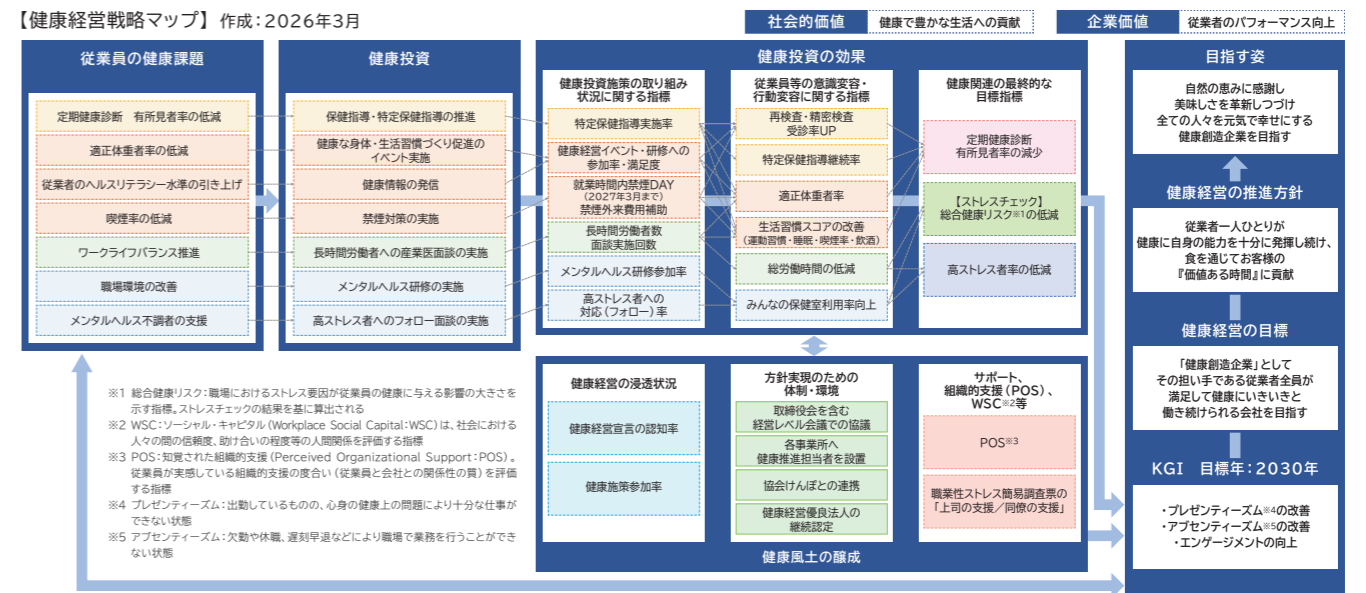 【健康経営戦略マップ】作成：2026年3月
社会的価値
健康で豊かな生活への貢献
企業価値
従業者のパフォーマンス向上
従業員の健康課題
定期健康診断　有所見者率の低減
適正体重者率の低減
従業者のヘルスリテラシー水準の引き上げ
喫煙率の低減
ワークライフバランス推進
職場環境の改善
メンタルヘルス不調者の支援
健康投資
保健指導・特定保健指導の推進
健康な身体・生活習慣づくり促進の
イベント実施
健康情報の発信
禁煙対策の実施
長時間労働者への産業医面談の実施
メンタルヘルス研修の実施
高ストレス者へのフォロー面談の実施
健康投資の効果
健康投資施策の取り組み
状況に関する指標
特定保健指導実施率
健康経営イベント・研修への
参加率・満足度
就業時間内禁煙DAY
（2027年3月まで）
禁煙外来費用補助
長時間労働者数
面談実施回数
メンタルヘルス研修参加率
高ストレス者への
対応（フォロー）率
従業員等の意識変容・
行動変容に関する指標
再検査・精密検査
受診率UP
特定保健指導継続率
適正体重者率
生活習慣スコアの改善
（運動習慣・睡眠・喫煙率・飲酒）
総労働時間の低減
みんなの保健室利用率向上
健康関連の最終的な
目標指標
定期健康診断
有所見者率の減少
【ストレスチェック】
総合健康リスク※1の低減
高ストレス者率の低減
健康経営の浸透状況
健康経営宣言の認知率
健康施策参加率
方針実現のための
体制・環境
取締役会を含む
経営レベル会議での協議
各事業所へ
健康推進担当者を設置
協会けんぽとの連携
健康経営優良法人の
継続認定
サポート、
組織的支援（POS）、
WSC※2等
POS※3
職業性ストレス簡易調査票の
「上司の支援／同僚の支援」
健康風土の醸成
目指す姿
自然の恵みに感謝し
美味しさを革新しつづけ
全ての人々を元気で幸せにする
健康創造企業を目指す
健康経営の推進方針
従業者一人ひとりが
健康に自身の能力を十分に発揮し続け、
食を通じてお客様の
『価値ある時間』に貢献
健康経営の目標
「健康創造企業」として
その担い手である従業者全員が
満足して健康にいきいきと
働き続けられる会社を目指す
KGI　目標年：2030年
・プレゼンティーズム※4の改善
・アブセンティーズム※5の改善
・エンゲージメントの向上
※1 総合健康リスク：職場におけるストレス要因が従業員の健康に与える影響の大きさを
示す指標。ストレスチェックの結果を基に算出される
※2 WSC：ソーシャル・キャピタル（Workplace Social Capital：WSC）は、社会における
人々の間の信頼度、助け合いの程度等の人間関係を評価する指標
※3 POS：知覚された組織的支援（Perceived Organizational Support：POS）。
従業員が実感している組織的支援の度合い（従業員と会社との関係性の質）を評価
する指標
※4 プレゼンティーズム：出勤しているものの、心身の健康上の問題により十分な仕事が
できない状態
※5 アブセンティーズム：欠勤や休職、遅刻早退などにより職場で業務を行うことができ
ない状態